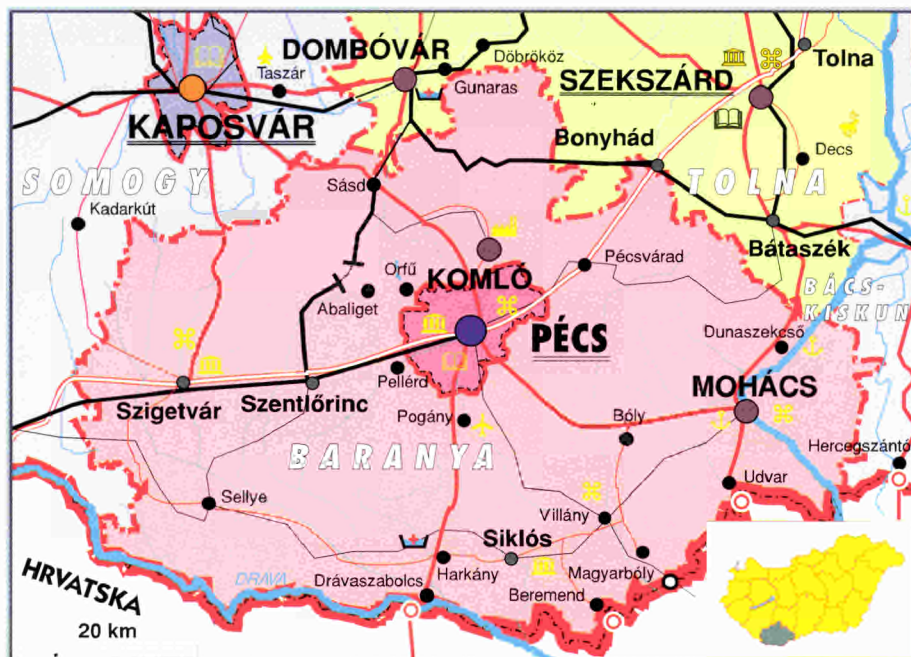 DOMBÓVÁR
Döbrököz
Tolna
Taszár
Gunaras
SZEKSZÁRD
KAPOSVÁR
Bonyhád
Decs
SOMOGY
Sásd
TOLNA
Kadarkút
Bátaszék
Pécsvárad
Orfű
KOMLÓ
Abaliget
BÁCS-
KISKUN
Dunaszekcső
PÉCS
Pellérd
MOHÁCS
Szigetvár
Szentlőrinc
Pogány
Bóly
BARANYA
Hercegszántó
Udvar
Sellye
Villány
Siklós
HRVATSKA
DRÁVA
Harkány
Magyarbóly
Drávaszabolcs
Beremend
20 km